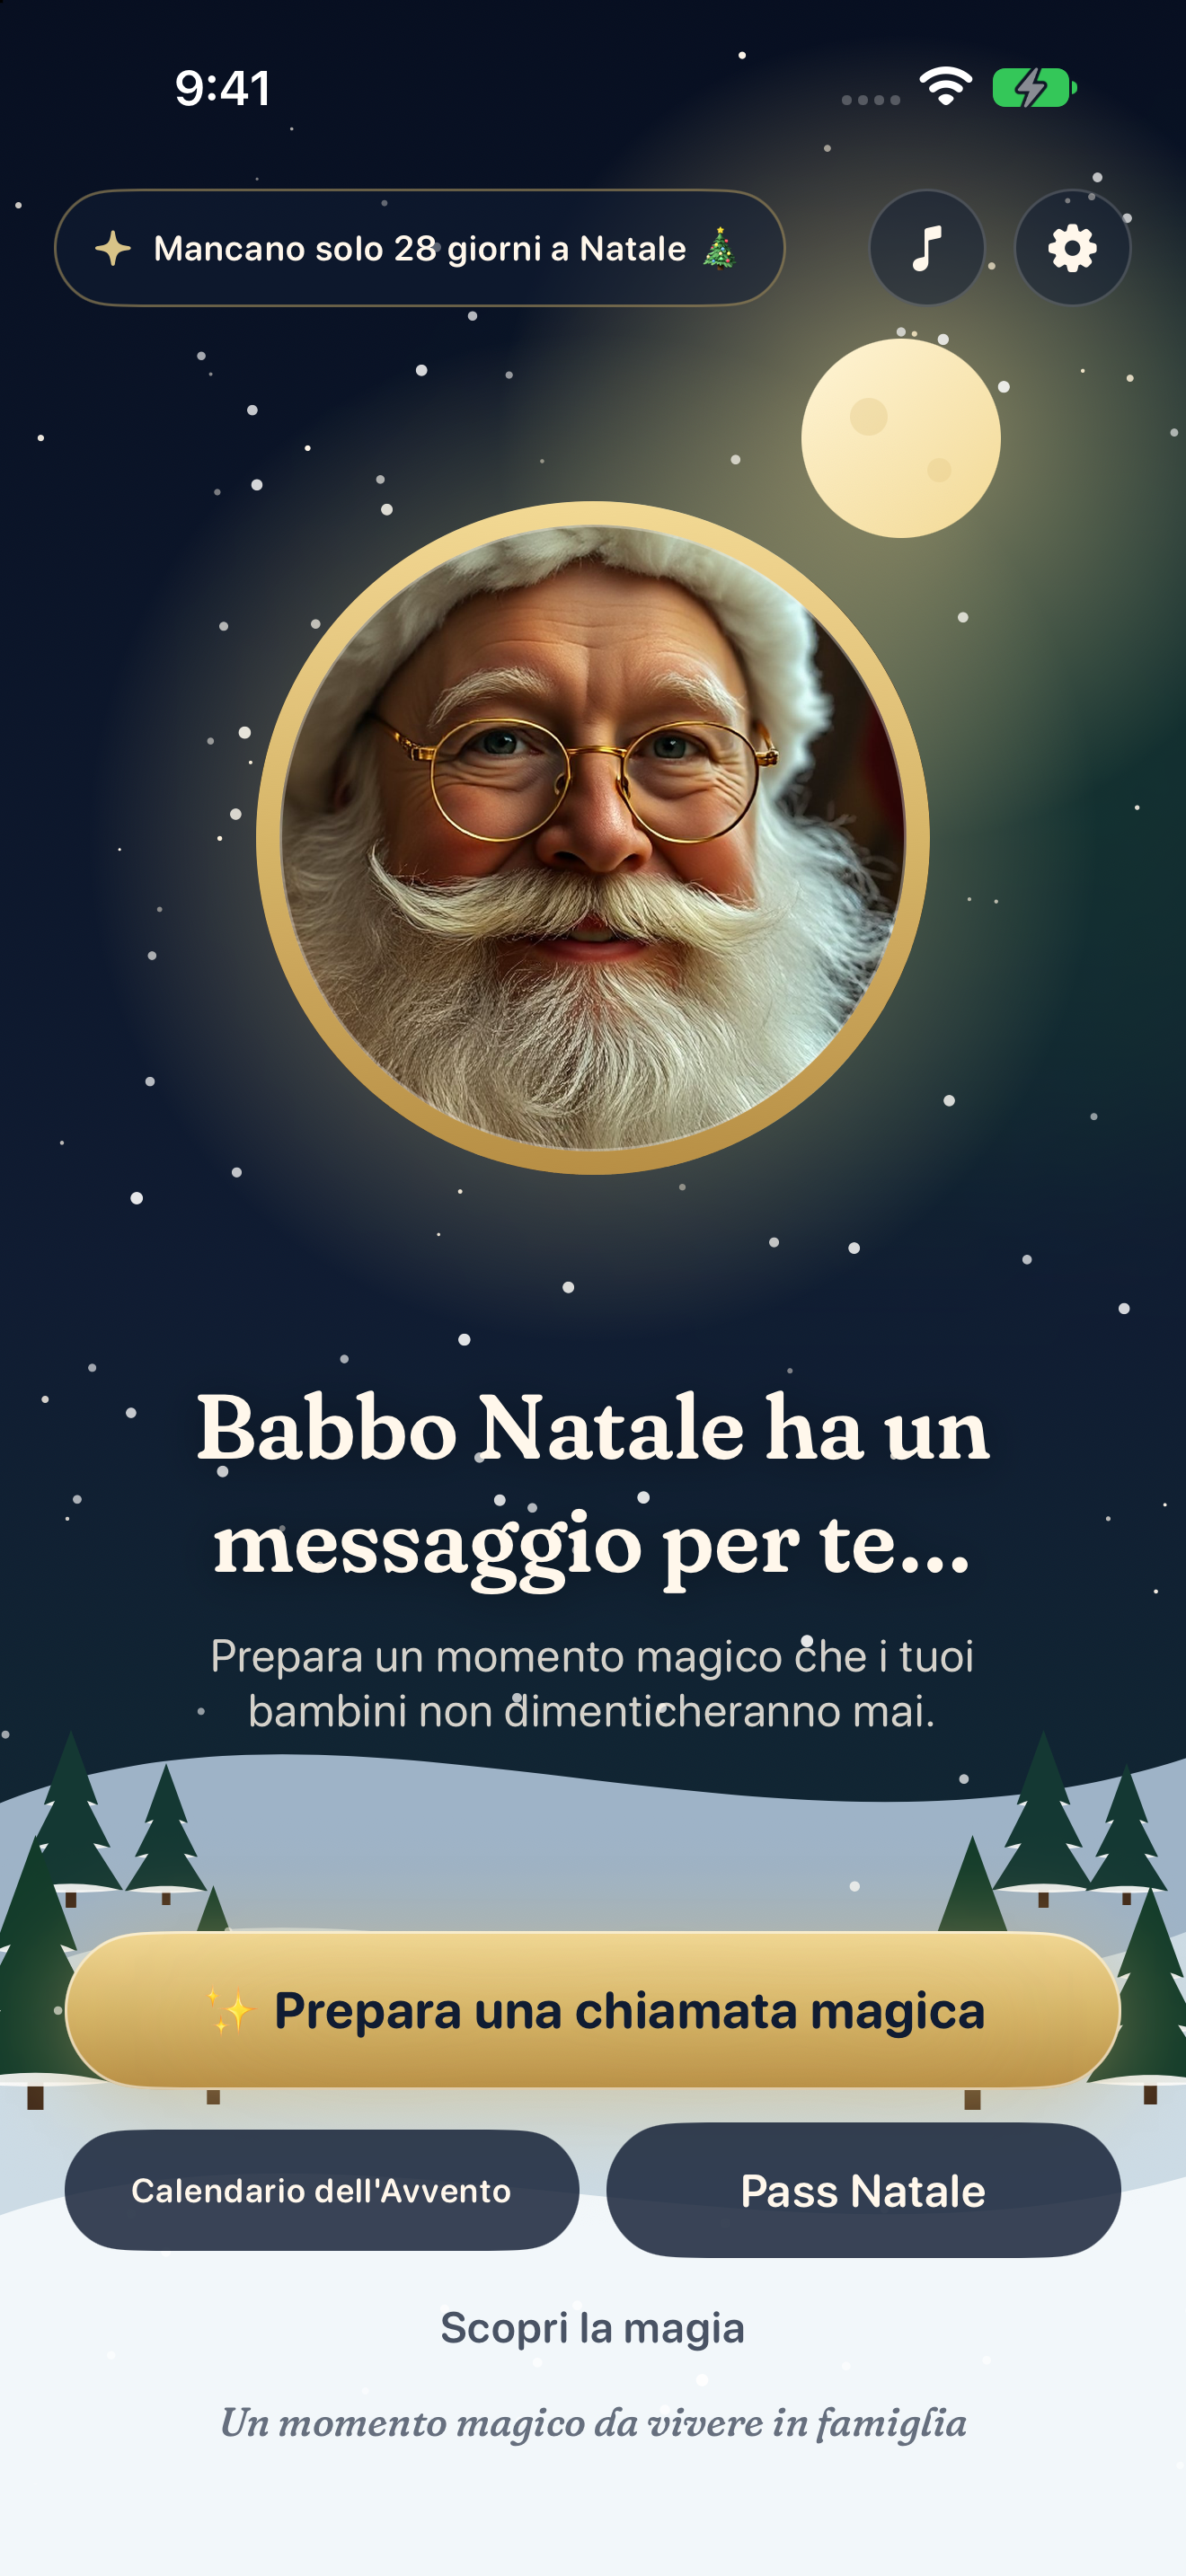 9:41
Mancano solo 28 giorni a Natale 🎄
Babbo Natale ha un
messaggio per te...
Prepara un momento magico che i tuoi
bambini non dimenticheranno mai.
✨ Prepara una chiamata magica
Calendario dell'Avvento
Pass Natale
Scopri la magia
Un momento magico da vivere in famiglia